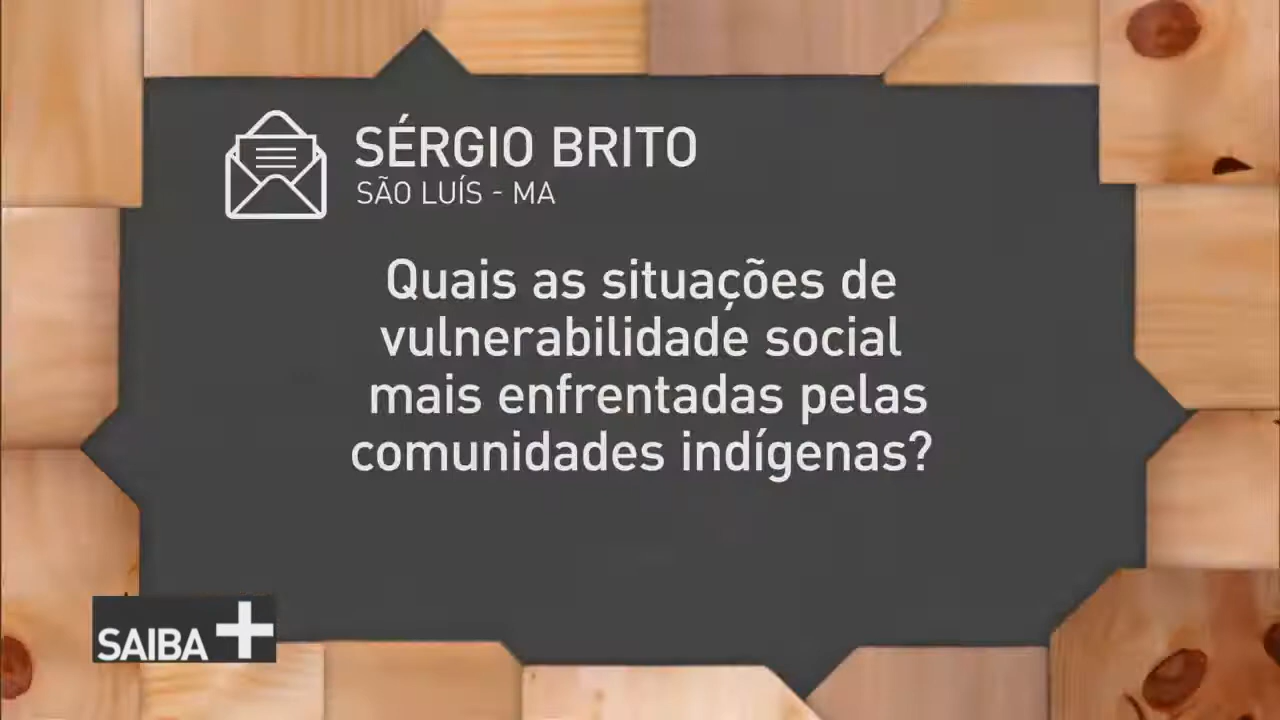 SÉRGIO BRITO
SÃO LUÍS - MA
Quais as situações de
vulnerabilidade social
mais enfrentadas pelas
comunidades indígenas?
SAIBA +